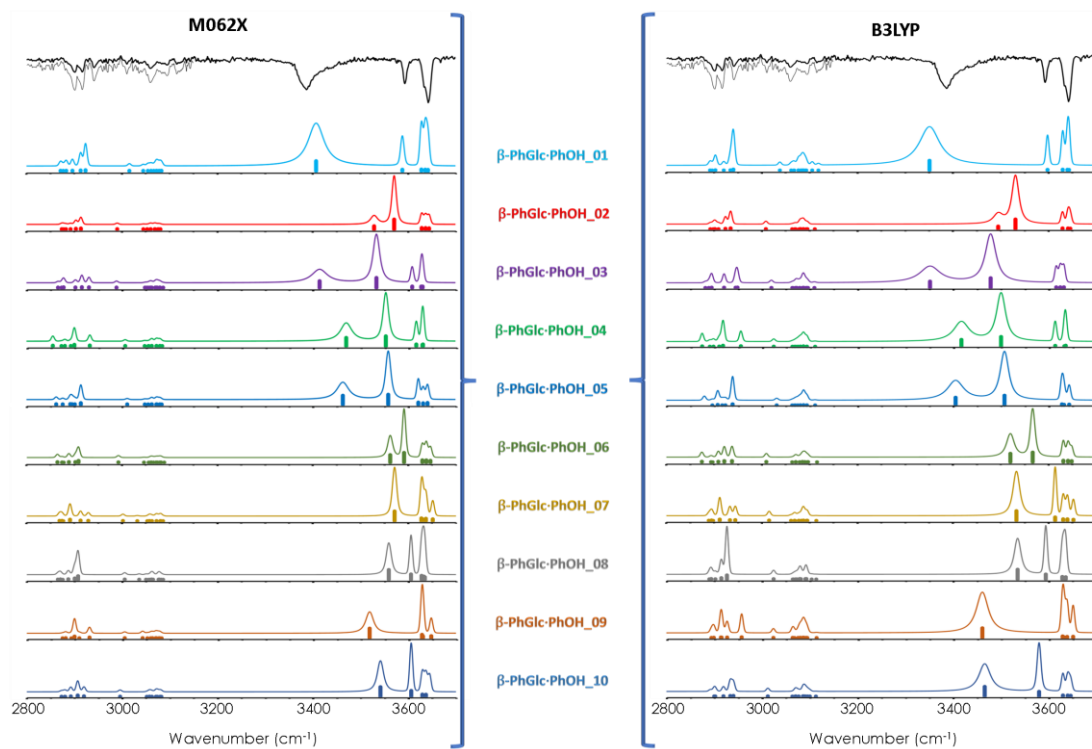 M062X
B3LYP
β-PhGlc·PhOH_01
β-PhGlc·PhOH_02
β-PhGlc·PhOH_03
β-PhGlc·PhOH_04
β-PhGlc·PhOH_05
β-PhGlc·PhOH_06
β-PhGlc·PhOH_07
β-PhGlc·PhOH_08
β-PhGlc·PhOH_09
β-PhGlc·PhOH_10
2800 3000 3200 3400 3600
2800 3000 3200 3400 3600
Wavenumber (cm-1)
Wavenumber (cm-1)